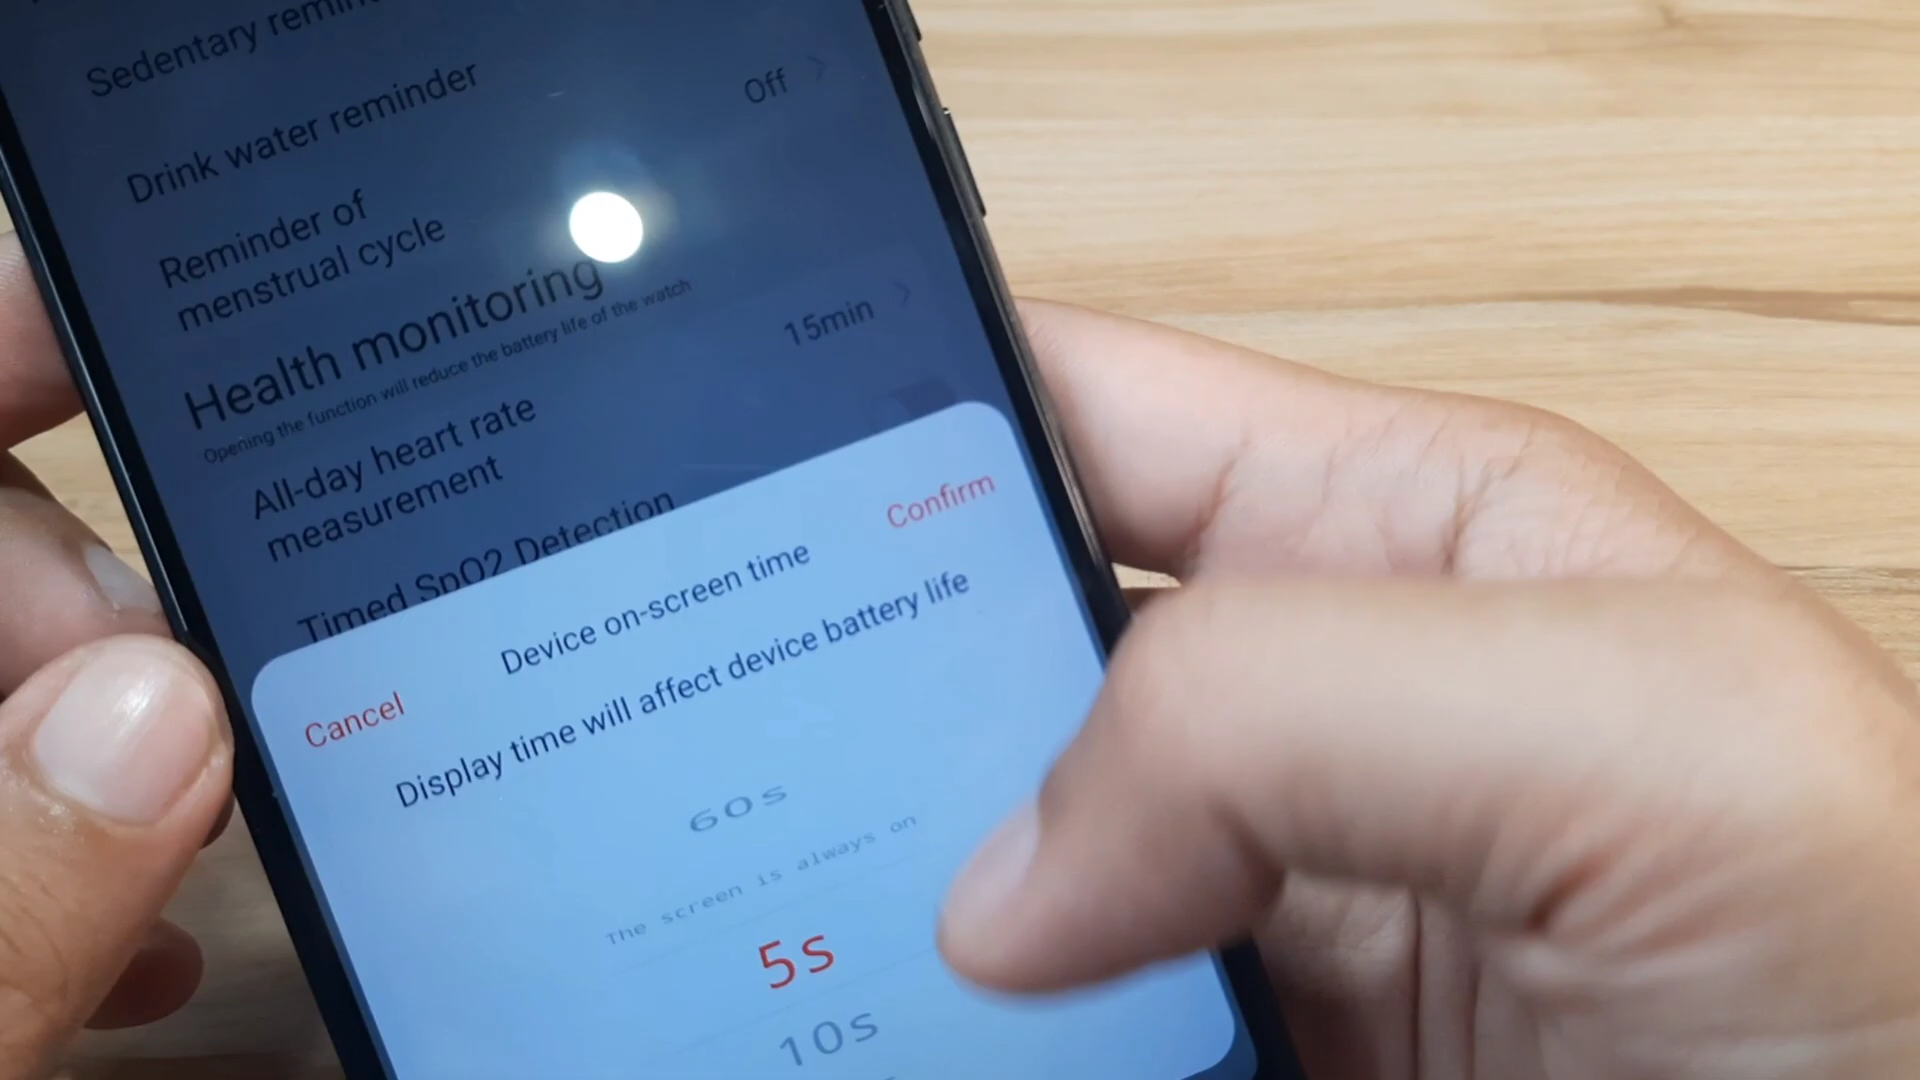 Sedentary
Drink water reminder
Off
Reminder of
menstrual cycle
Health monitoring
Opening the function will reduce the battery life of the watch
All-day heart rate
measurement
15min
Timed SpO2 Detection
Cancel
Device on-screen time
Confirm
Display time will affect device battery life
60s
The screen is always on
5s
10s